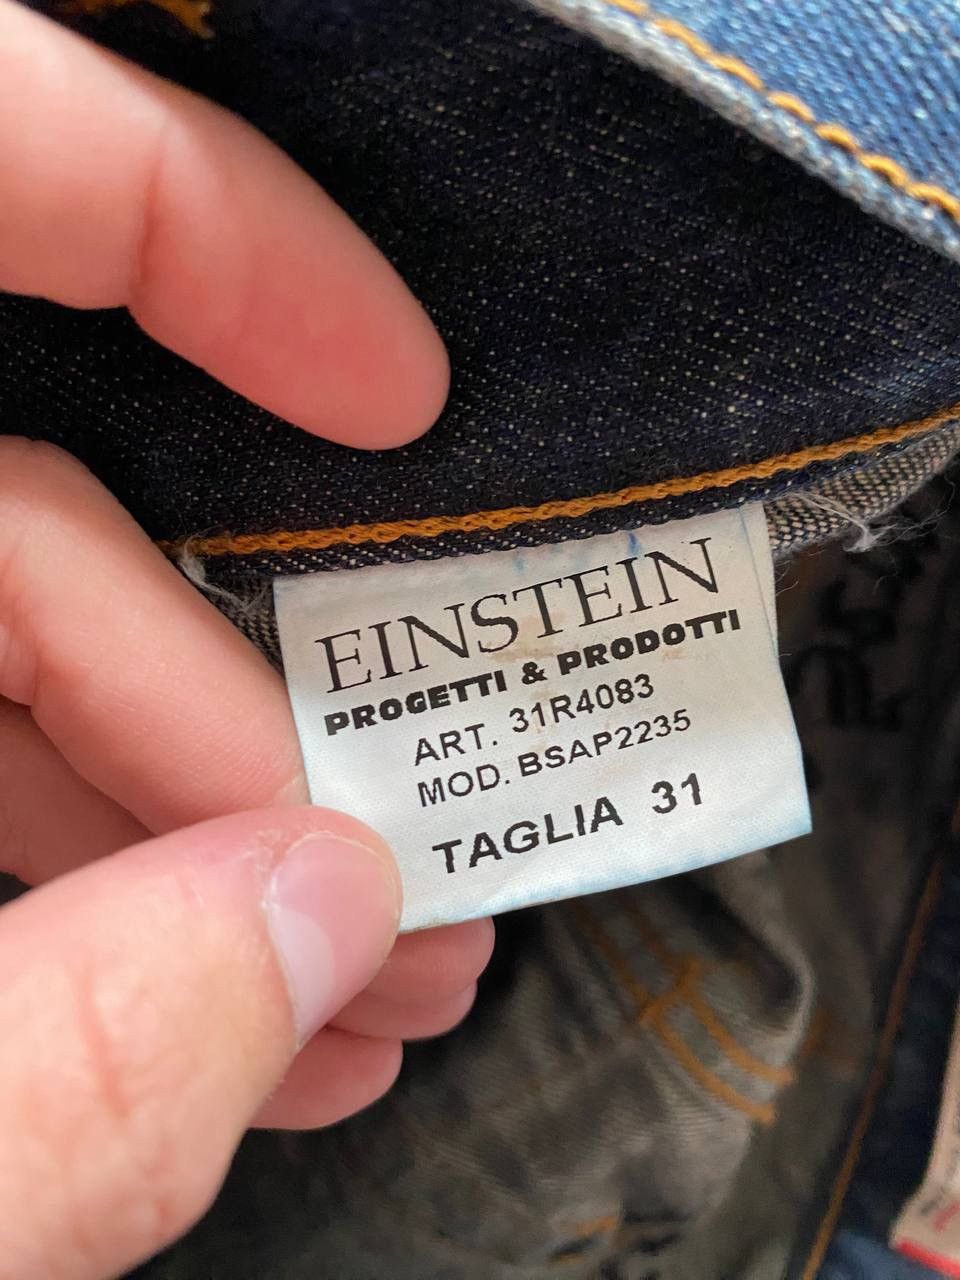 EINSTEIN
PROGETTI & PRODOTTI
ART. 31R4083
MOD. BSAP2235
TAGLIA 31